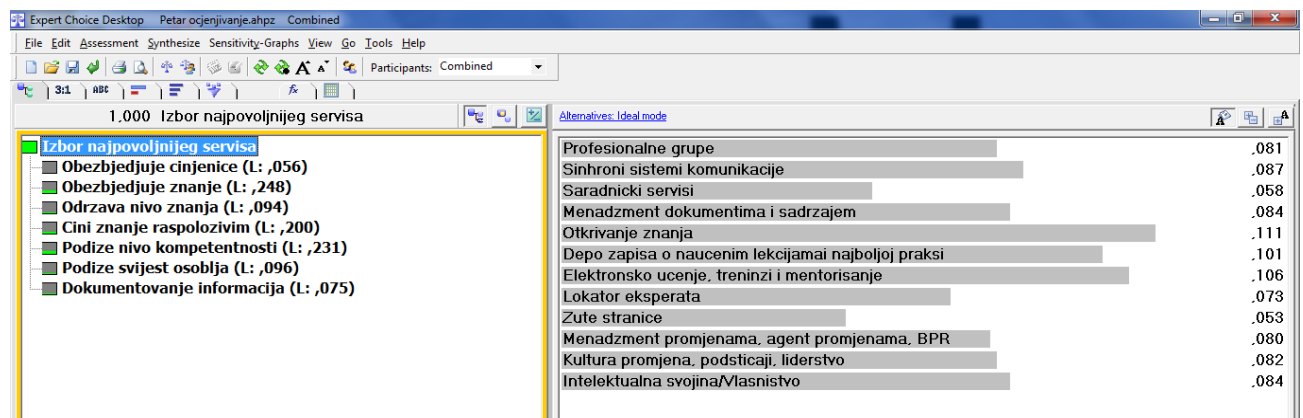 Expert Choice Desktop Petar ocjenjivanje.ahpz Combined
File Edit Assessment Synthesize Sensitivity-Graphs View Go Tools Help
Participants: Combined
3:1 ABC
1,000 Izbor najpovoljnijeg servisa
Alternatives: Ideal mode
Izbor najpovoljnijeg servisa
Obezbjedjuje cinjenice (L: ,056)
Obezbjedjuje znanje (L: ,248)
Odrzava nivo znanja (L: ,094)
Cini znanje raspolozivim (L: ,200)
Podize nivo kompetentnosti (L: ,231)
Podize svijest osoblja (L: ,096)
Dokumentovanje informacija (L: ,075)
Profesionalne grupe ,081
Sinhroni sistemi komunikacije ,087
Saradnicki servisi ,058
Menadzment dokumentima i sadrzajem ,084
Otkrivanje znanja ,111
Depo zapisa o naucenim lekcijamai najboljoj praksi ,101
Elektronsko ucenje, treninzi i mentorisanje ,106
Lokator eksperata ,073
Zute stranice ,053
Menadzment promjenama, agent promjenama, BPR ,080
Kultura promjena, podsticaji, liderstvo ,082
Intelektualna svojina/Vlasnistvo ,084